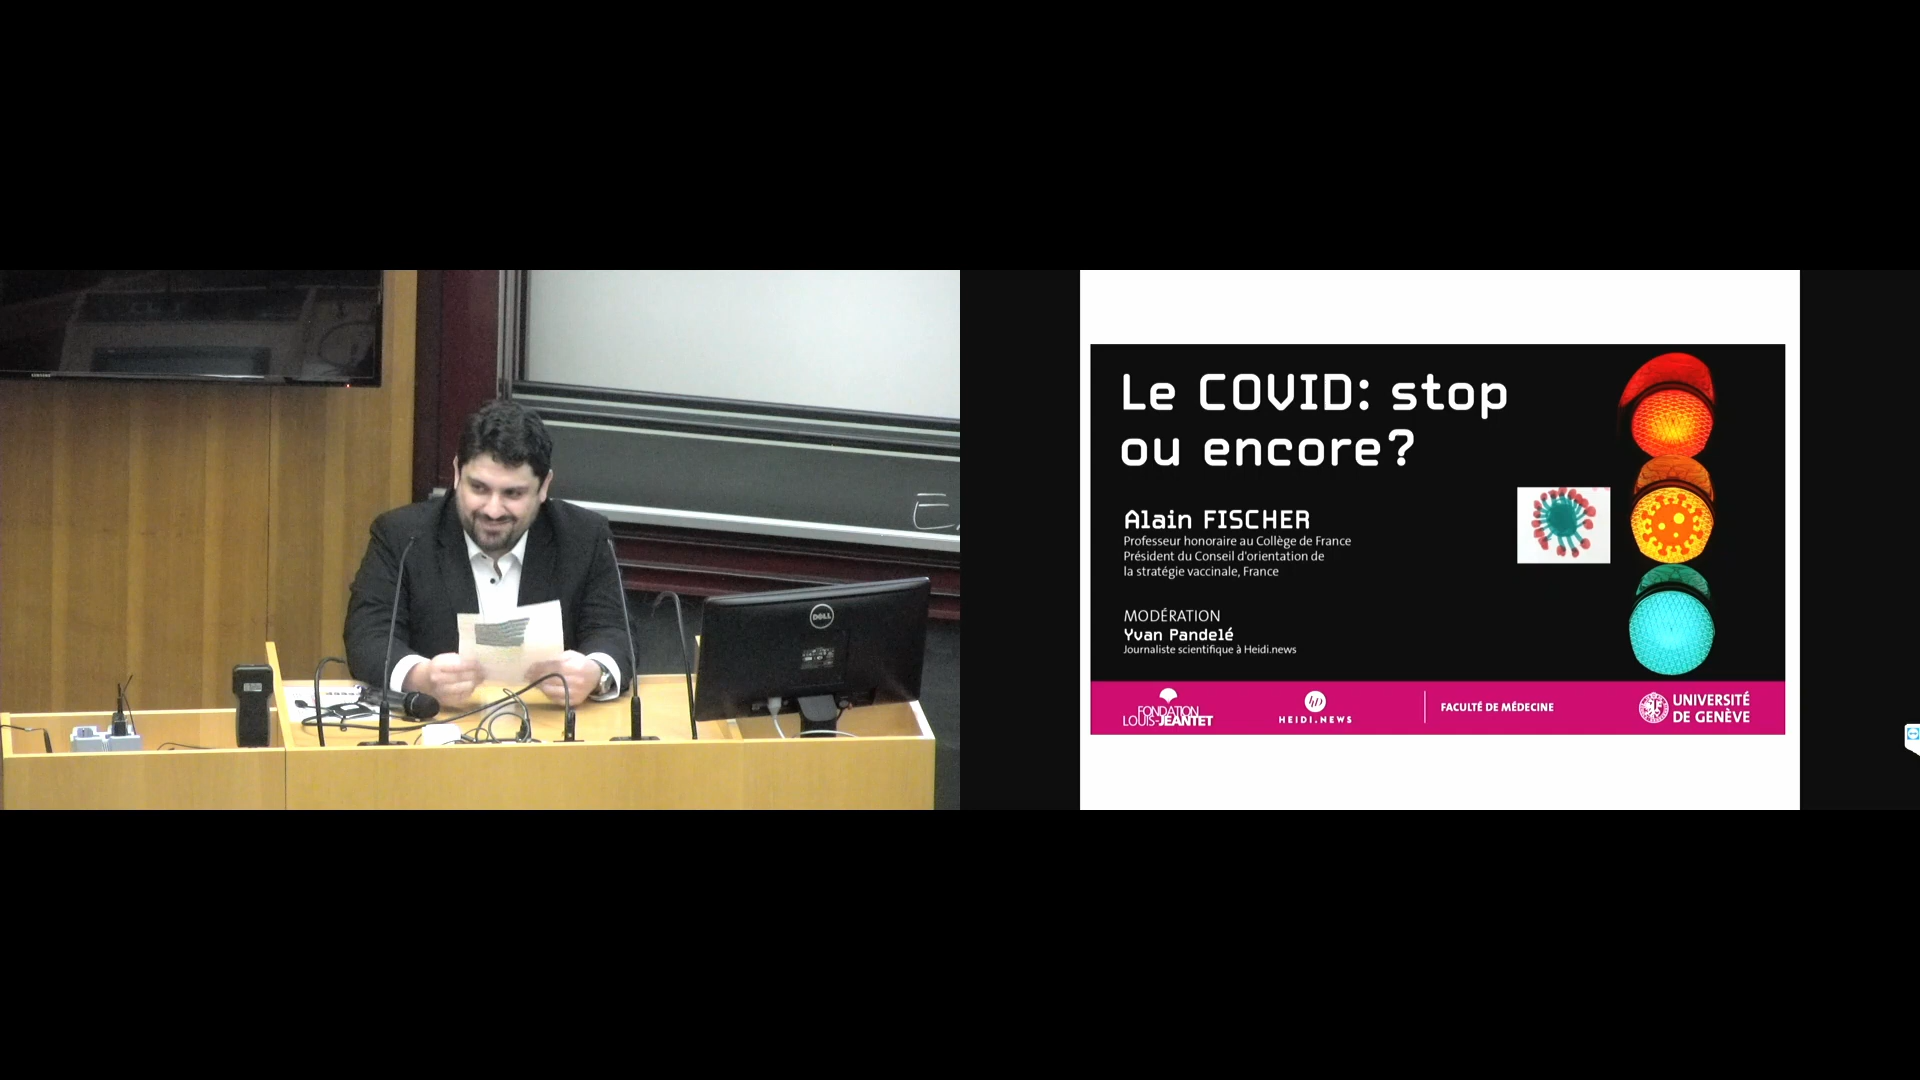 SAMSUNG
DELL
E
Le COVID: stop
ou encore?
Alain FISCHER
Professeur honoraire au Collège de France
Président du Conseil d'orientation de
la stratégie vaccinale, France
MODÉRATION
Yvan Pandelé
Journaliste scientifique à Heidi.news
FONDATION
LOUIS-JEANTET
HEIDI.NEWS
FACULTÉ DE MÉDECINE
UNIVERSITÉ
DE GENÈVE